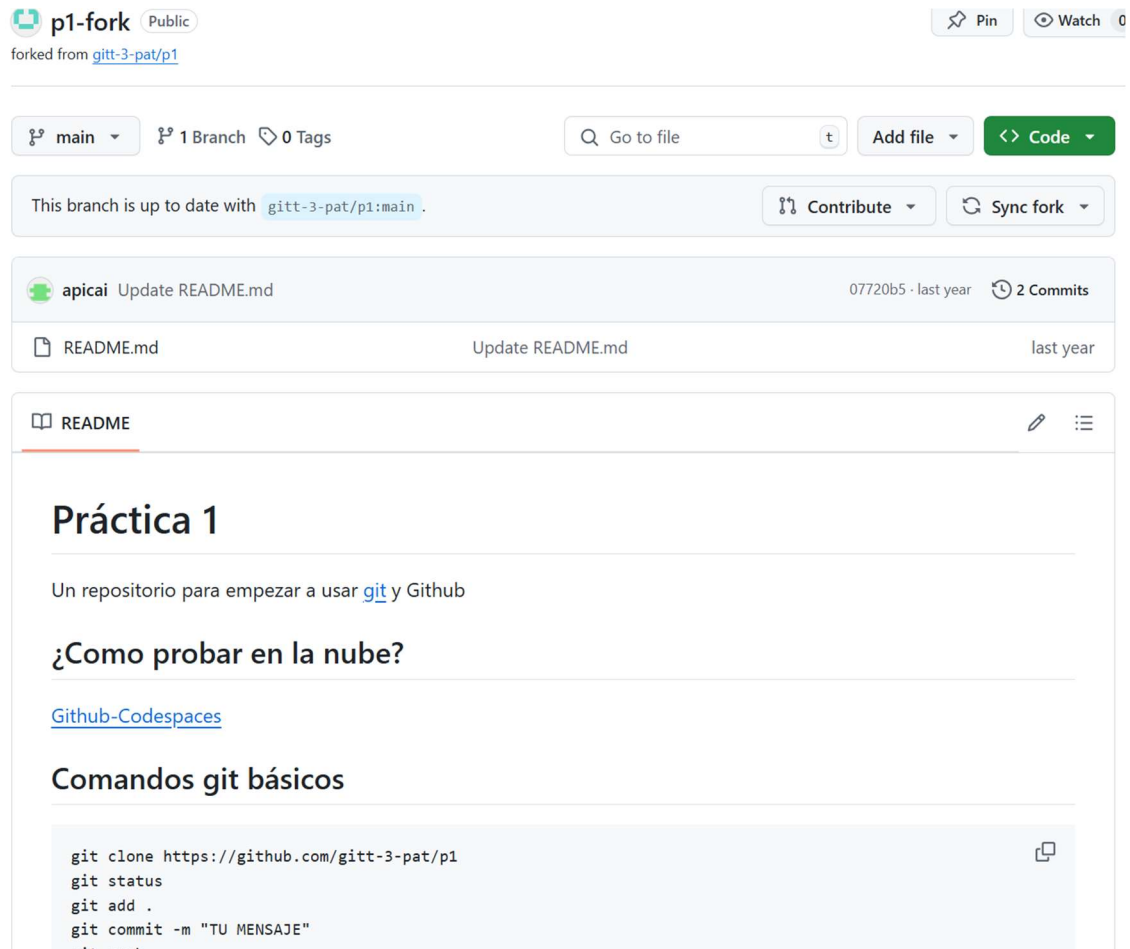 p1-fork Public
Pin
Watch 0
forked from gitt-3-pat/p1
main
1 Branch
0 Tags
Go to file
t
Add file
Code
This branch is up to date with gitt-3-pat/p1:main .
Contribute
Sync fork
apicai Update README.md
07720b5 · last year
2 Commits
README.md
Update README.md
last year
README
Práctica 1
Un repositorio para empezar a usar git y Github
¿Como probar en la nube?
Github-Codespaces
Comandos git básicos
git clone https://github.com/gitt-3-pat/p1
git status
git add .
git commit -m "TU MENSAJE"